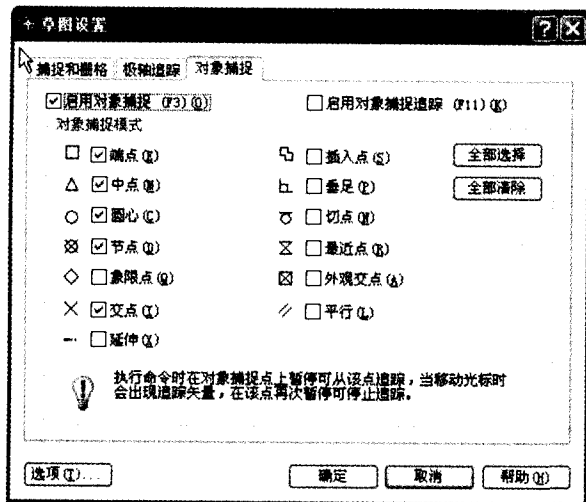 草图设置
捕捉和栅格 极轴追踪 对象捕捉
启用对象捕捉 (F3)(O) 启用对象捕捉追踪 (F11)(K)
对象捕捉模式
端点(E) 插入点(S) 全部选择
中点(M) 垂足(P) 全部清除
圆心(C) 切点(N)
节点(D) 最近点(R)
象限点(Q) 外观交点(A)
交点(I) 平行(L)
延伸(X)
执行命令时在对象捕捉点上暂停可从该点追踪，当移动光标时
会出现追踪矢量，在该点再次暂停可停止追踪。
选项(T)... 确定 取消 帮助(H)